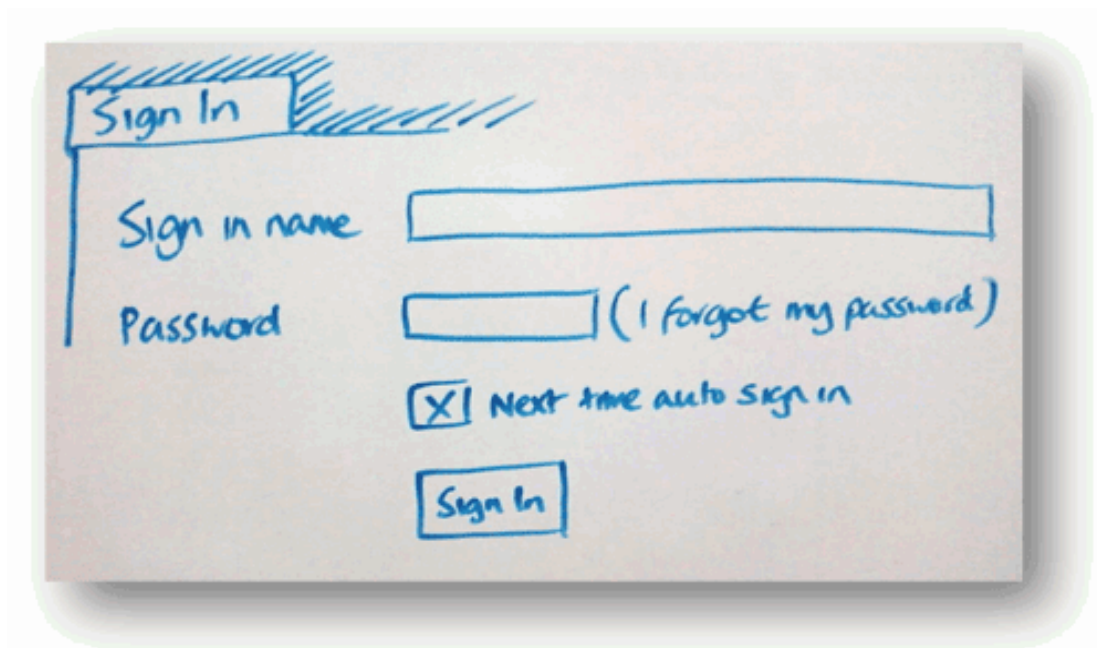 Sign In
Sign in name
Password (I forgot my password)
X Next time auto sign in
Sign In